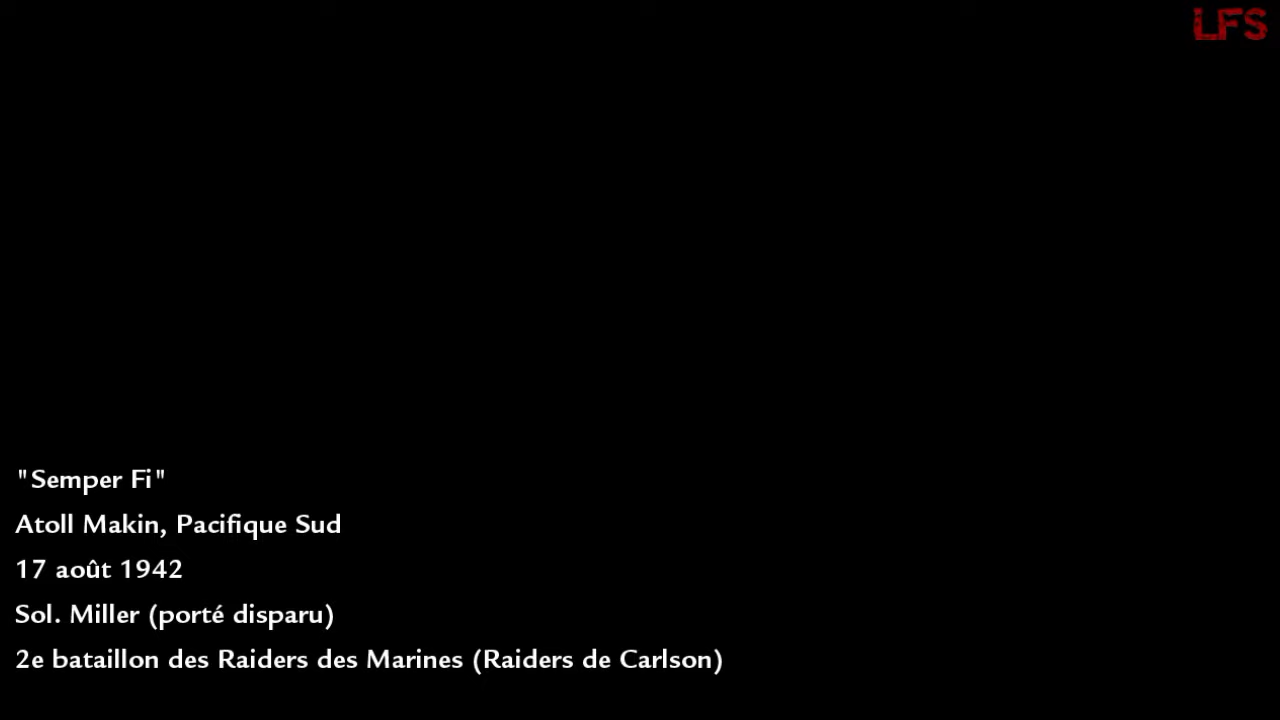 LFS
"Semper Fi"
Atoll Makin, Pacifique Sud
17 août 1942
Sol. Miller (porté disparu)
2e bataillon des Raiders des Marines (Raiders de Carlson)